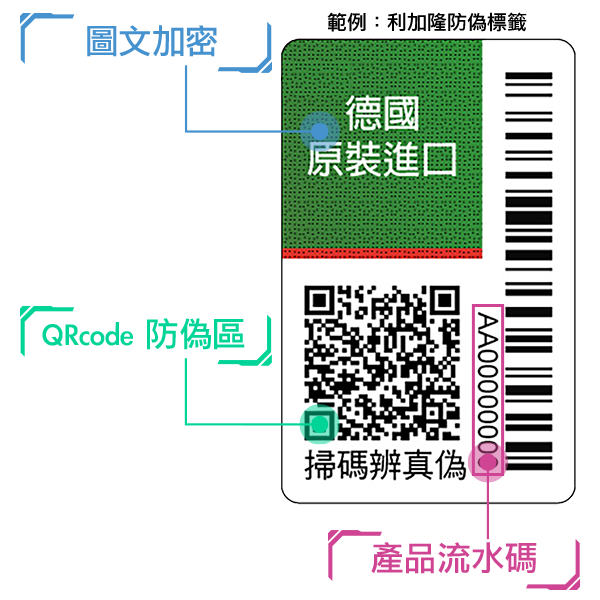 範例：利加隆防偽標籤
圖文加密
德國
原裝進口
QRcode 防偽區
AA00000000
掃碼辨真偽
產品流水碼